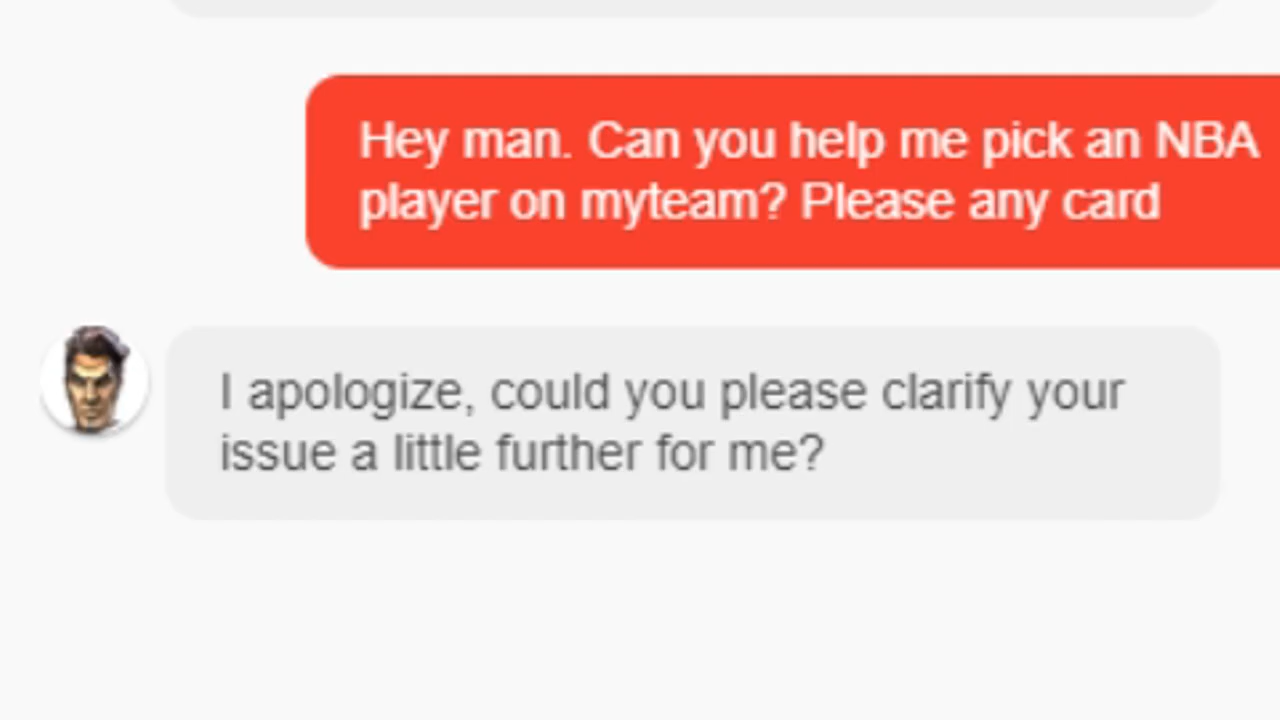 Hey man. Can you help me pick an NBA
player on myteam? Please any card
I apologize, could you please clarify your
issue a little further for me?